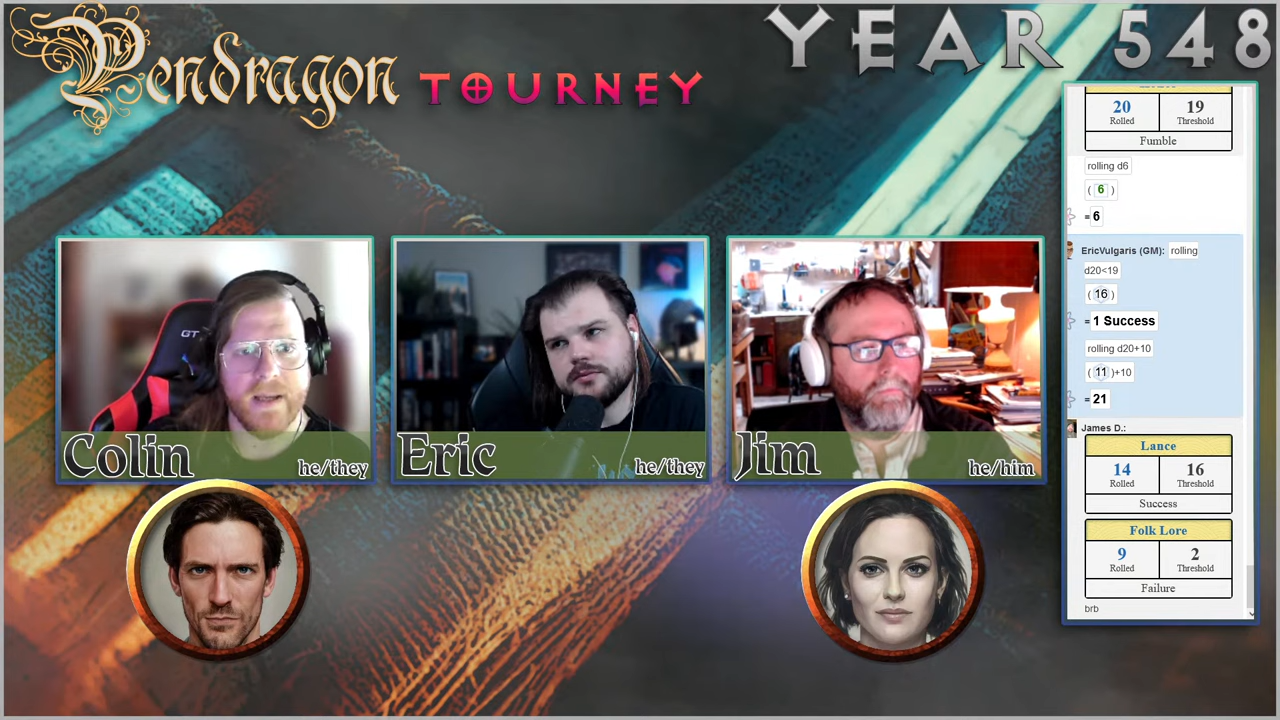 Pendragon TOURNEY
YEAR 548
20 19
Rolled Threshold
Fumble
rolling d6
( 6 )
= 6
EricVulgaris (GM): rolling
d20<19
( 16 )
= 1 Success
rolling d20+10
( 11 )+10
= 21
James D.:
Lance
14 16
Rolled Threshold
Success
Folk Lore
9 2
Rolled Threshold
Failure
brb
GT
Colin he/they
Eric he/they
Jim he/him